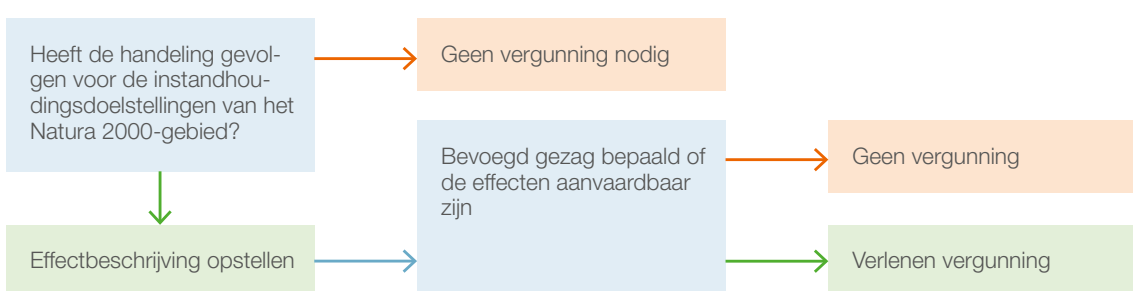 Heeft de handeling gevol-
gen voor de instandhou-
dingsdoelstellingen van het
Natura 2000-gebied?
Geen vergunning nodig
Bevoegd gezag bepaald of
de effecten aanvaardbaar
zijn
Geen vergunning
Effectbeschrijving opstellen
Verlenen vergunning